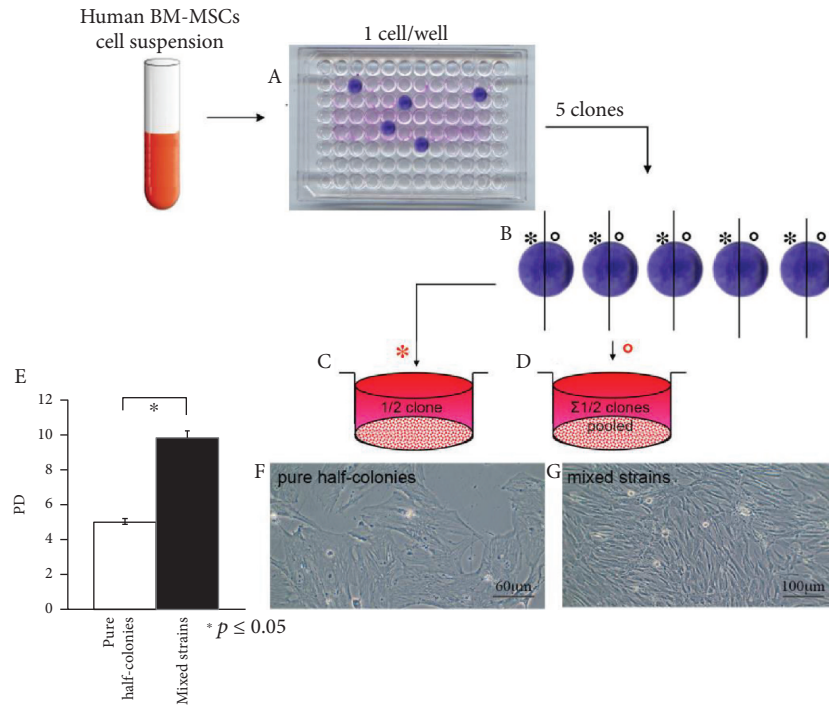 Human BM-MSCs
cell suspension
1 cell/well
A
5 clones
B
* o
* o
* o
* o
* o
* o
C
D
1/2 clone
Σ1/2 clones
pooled
E
12
10
8
6
4
2
0
PD
*
Pure
half-colonies
Mixed strains
* p ≤ 0.05
F
pure half-colonies
60μm
G
mixed strains
100μm